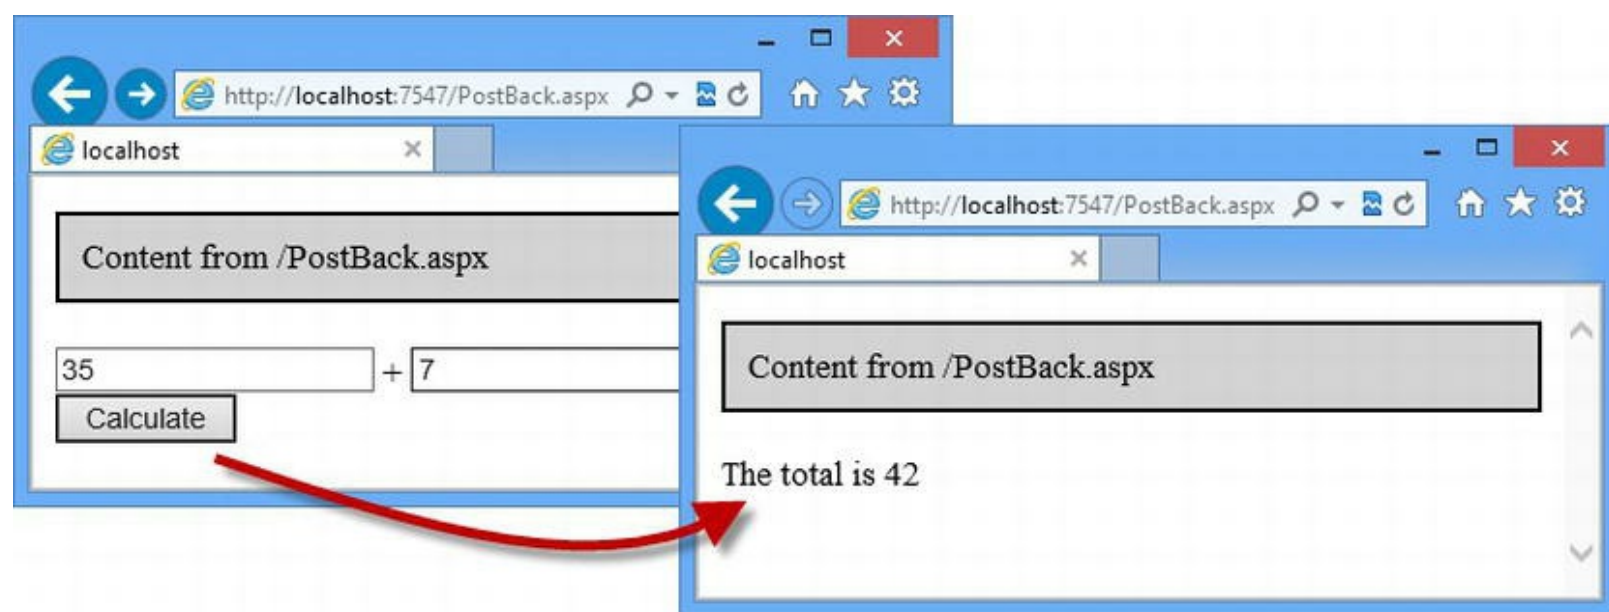 http://localhost:7547/PostBack.aspx
localhost
Content from /PostBack.aspx
35 + 7
Calculate
http://localhost:7547/PostBack.aspx
localhost
Content from /PostBack.aspx
The total is 42